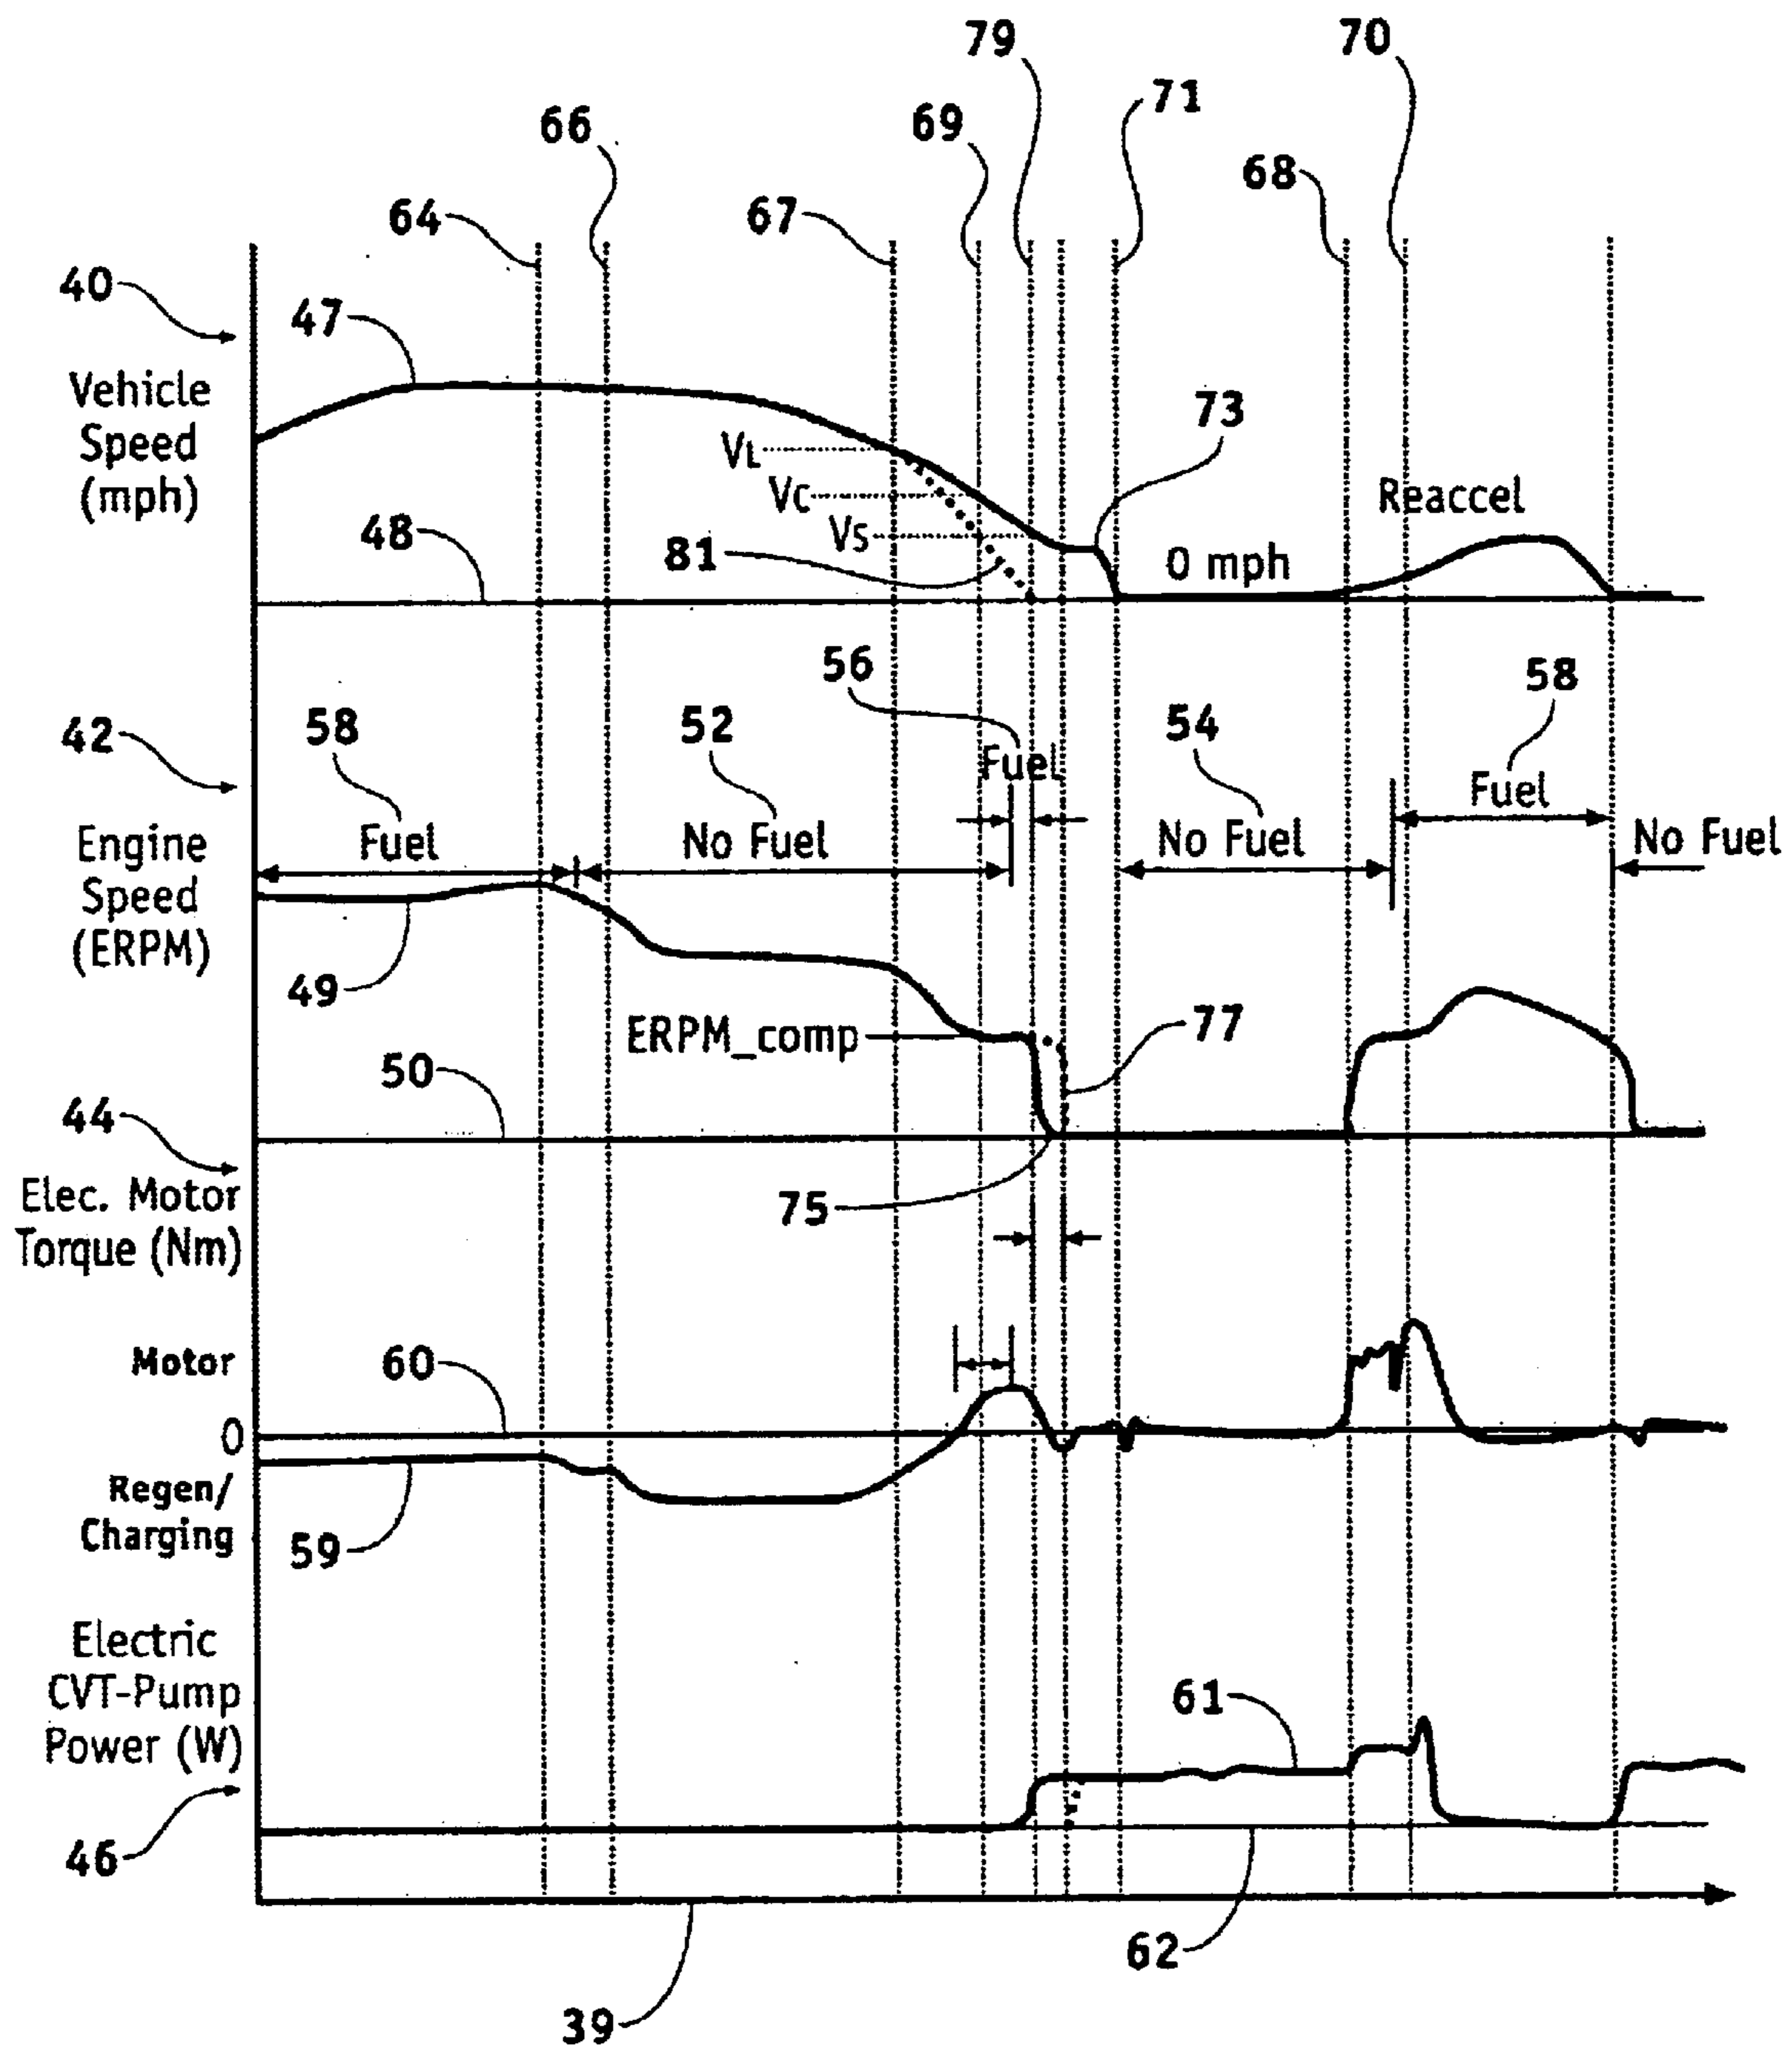 79
70
71
66
69
68
64
67
40
47
Vehicle
Speed
(mph)
VL
VC
VS
73
Reaccel
48
81
0 mph
56
58
42
58
52
54
Fuel
Fuel
Engine
Speed
(ERPM)
Fuel
No Fuel
No Fuel
No Fuel
49
ERPM_comp
77
50
44
75
Elec. Motor
Torque (Nm)
Motor
60
0
Regen/
Charging
59
Electric
CVT-Pump
Power (W)
61
46
62
39